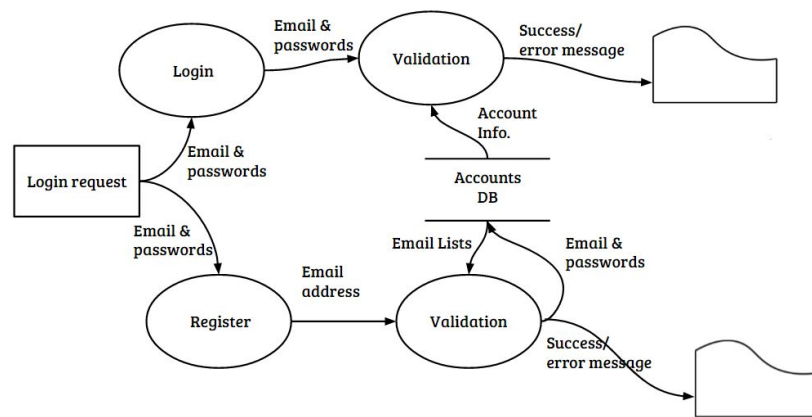 Email &
passwords
Login
Validation
Success/
error message
Account
Info.
Login request
Email &
passwords
Accounts
DB
Email &
passwords
Email Lists
Email &
passwords
Email
address
Register
Validation
Success/
error message